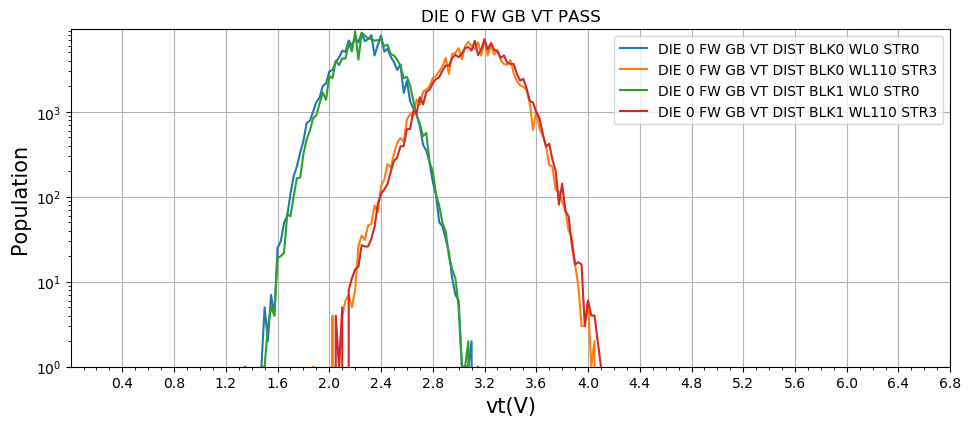 DIE 0 FW GB VT PASS
DIE 0 FW GB VT DIST BLK0 WL0 STR0
DIE 0 FW GB VT DIST BLK0 WL110 STR3
DIE 0 FW GB VT DIST BLK1 WL0 STR0
DIE 0 FW GB VT DIST BLK1 WL110 STR3
Population
10³
10²
10¹
10⁰
0.4 0.8 1.2 1.6 2.0 2.4 2.8 3.2 3.6 4.0 4.4 4.8 5.2 5.6 6.0 6.4 6.8
vt(V)